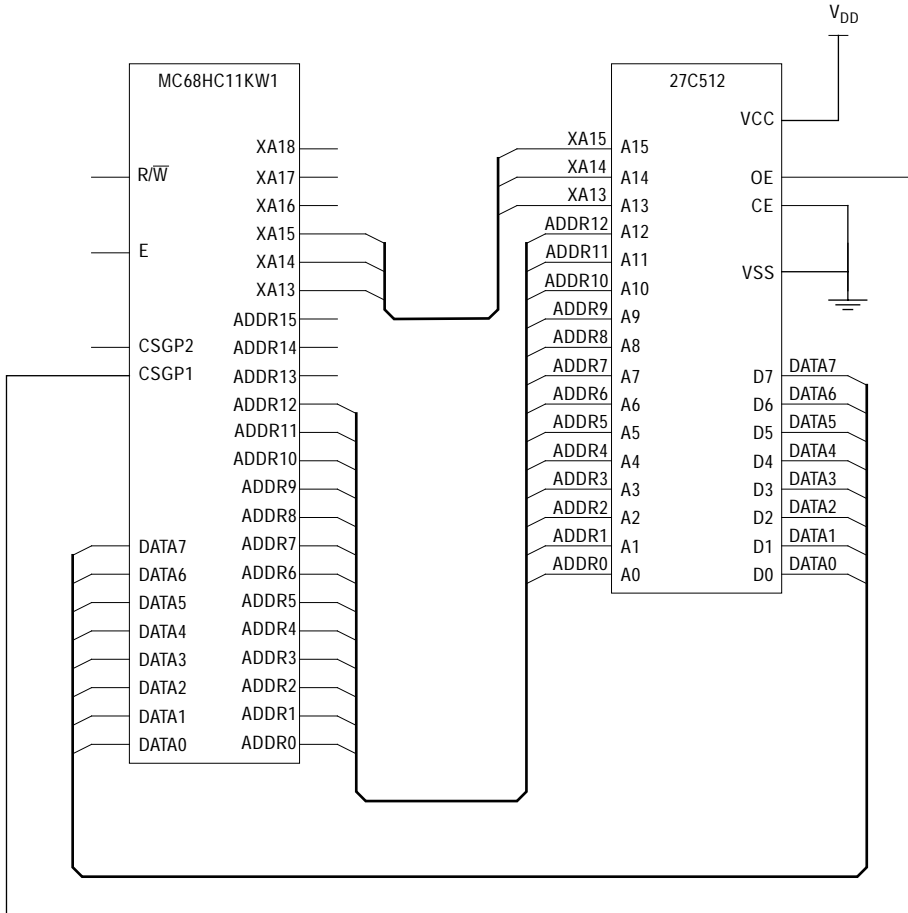 VDD
MC68HC11KW1
27C512
VCC
XA18
XA15
A15
R/W̅
XA17
XA14
A14
OE
XA16
XA13
A13
CE
XA15
ADDR12
A12
E
XA14
ADDR11
A11
VSS
XA13
ADDR10
A10
ADDR15
ADDR9
A9
CSGP2
ADDR14
ADDR8
A8
CSGP1
ADDR13
ADDR7
A7
D7
DATA7
ADDR12
ADDR6
A6
D6
DATA6
ADDR11
ADDR5
A5
D5
DATA5
ADDR10
ADDR4
A4
D4
DATA4
ADDR9
ADDR3
A3
D3
DATA3
ADDR8
ADDR2
A2
D2
DATA2
DATA7
ADDR7
ADDR1
A1
D1
DATA1
DATA6
ADDR6
ADDR0
A0
D0
DATA0
DATA5
ADDR5
DATA4
ADDR4
DATA3
ADDR3
DATA2
ADDR2
DATA1
ADDR1
DATA0
ADDR0